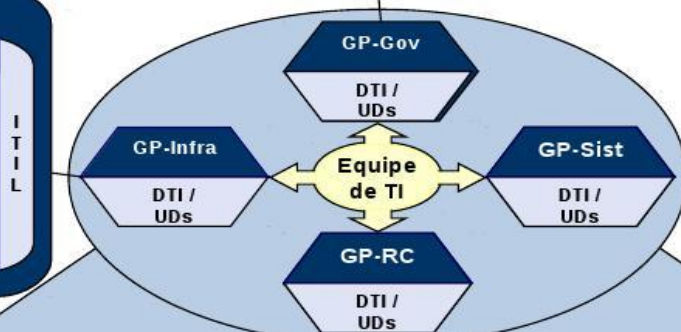 GP-Gov
DTI /
UDs
I
T
I
L
GP-Infra
DTI /
UDs
Equipe
de TI
GP-Sist
DTI /
UDs
GP-RC
DTI /
UDs